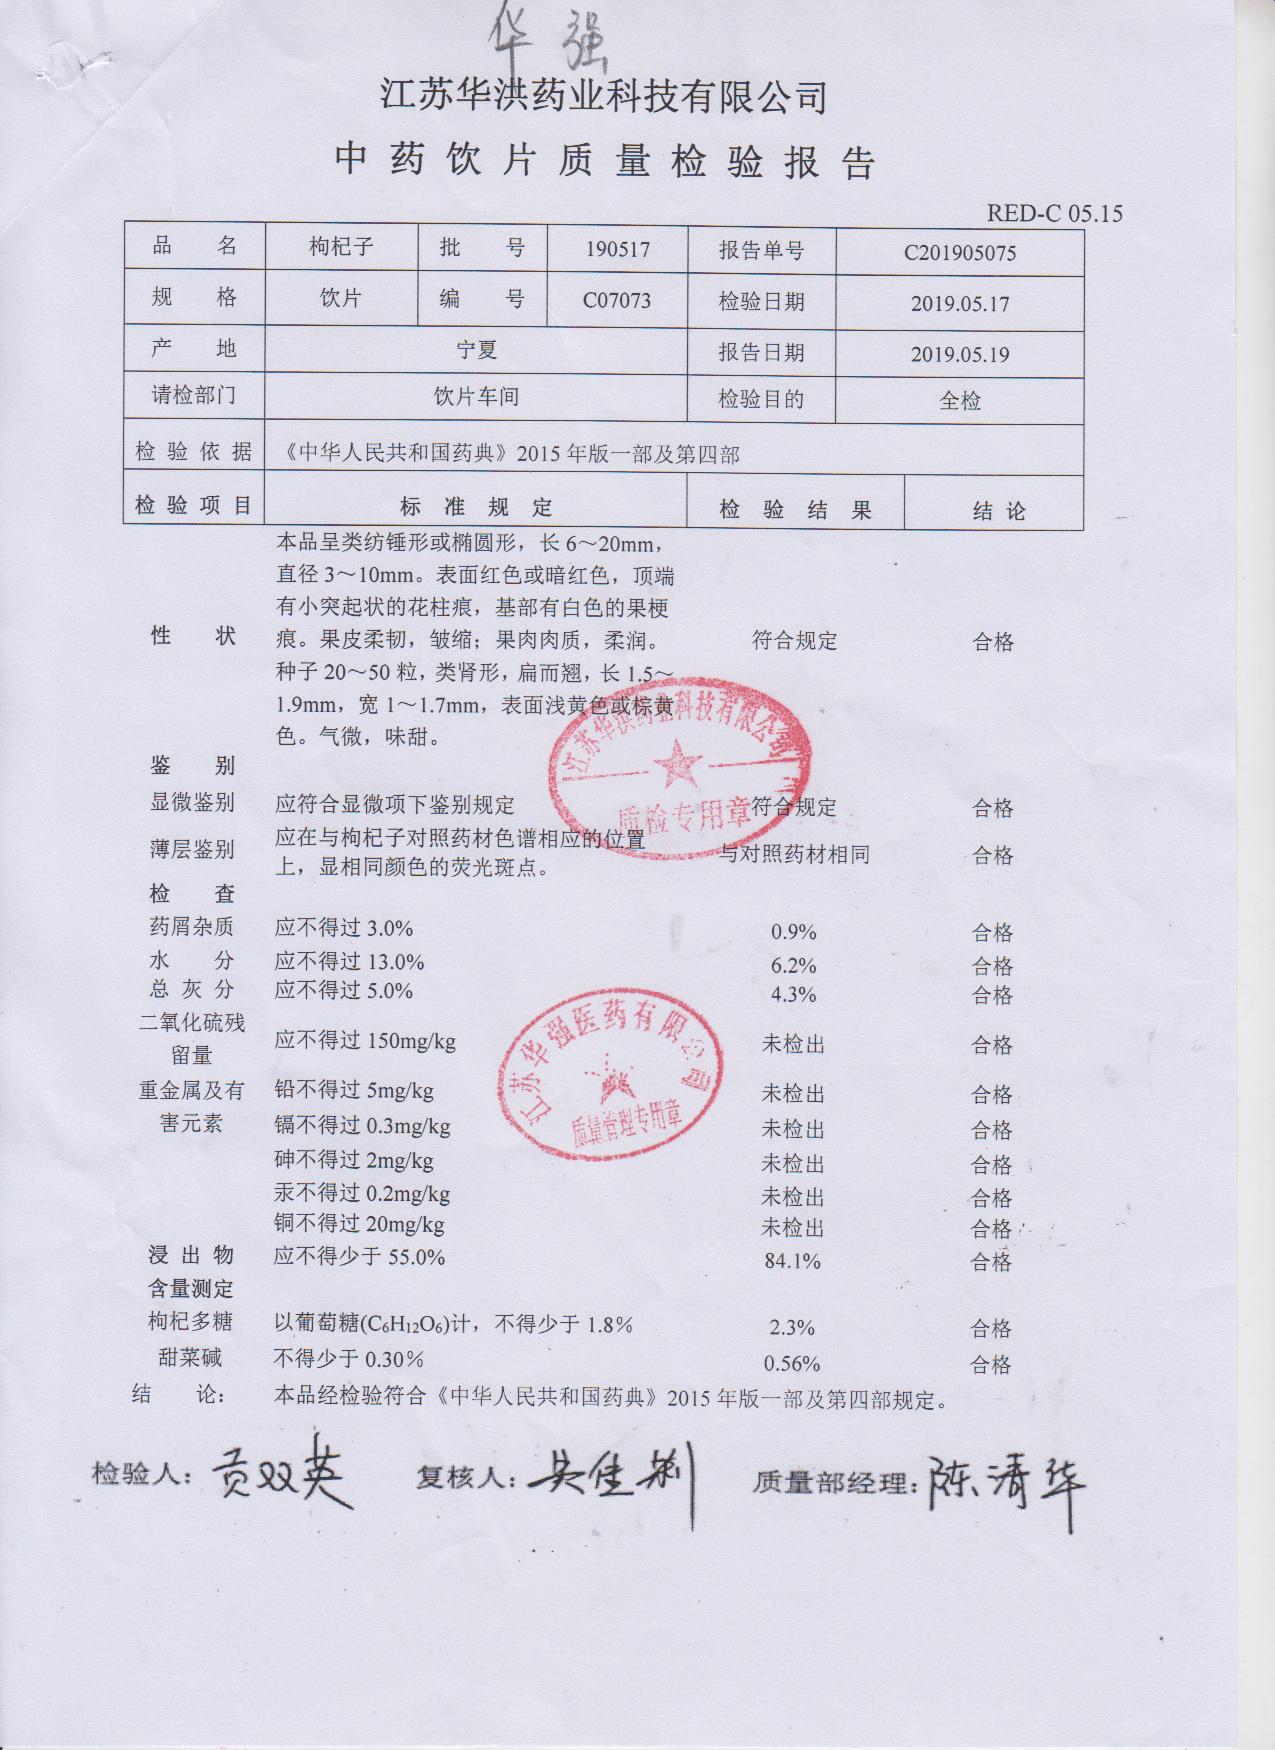 华强
江苏华洪药业科技有限公司
中药饮片质量检验报告
RED-C 05.15
品 名 枸杞子 批 号 190517 报告单号 C201905075
规 格 饮片 编 号 C07073 检验日期 2019.05.17
产 地 宁夏 报告日期 2019.05.19
请检部门 饮片车间 检验目的 全检
检验依据 《中华人民共和国药典》2015年版一部及第四部
检验项目 标准规定 检验结果 结论
本品呈类纺锤形或椭圆形，长6～20mm，
直径3～10mm。表面红色或暗红色，顶端
有小突起状的花柱痕，基部有白色的果梗
性 状 痕。果皮柔韧，皱缩；果肉肉质，柔润。 符合规定 合格
种子20～50粒，类肾形，扁而翘，长1.5～
1.9mm，宽1～1.7mm，表面浅黄色或棕黄
色。气微，味甜。
江苏华洪药业科技有限公司
质检专用章
鉴 别
显微鉴别 应符合显微项下鉴别规定 符合规定 合格
薄层鉴别 应在与枸杞子对照药材色谱相应的位置 与对照药材相同 合格
上，显相同颜色的荧光斑点。
检 查
药屑杂质 应不得过3.0% 0.9% 合格
水 分 应不得过13.0% 6.2% 合格
总灰分 应不得过5.0% 4.3% 合格
二氧化硫残
留量 应不得过150mg/kg 未检出 合格
江苏华强医药有限公司
质量管理专用章
重金属及有 铅不得过5mg/kg 未检出 合格
害元素 镉不得过0.3mg/kg 未检出 合格
砷不得过2mg/kg 未检出 合格
汞不得过0.2mg/kg 未检出 合格
铜不得过20mg/kg 未检出 合格
浸出物 应不得少于55.0% 84.1% 合格
含量测定
枸杞多糖 以葡萄糖(C₆H₁₂O₆)计，不得少于1.8% 2.3% 合格
甜菜碱 不得少于0.30% 0.56% 合格
结 论： 本品经检验符合《中华人民共和国药典》2015年版一部及第四部规定。
检验人：贡双英 复核人： 质量部经理：陈清华